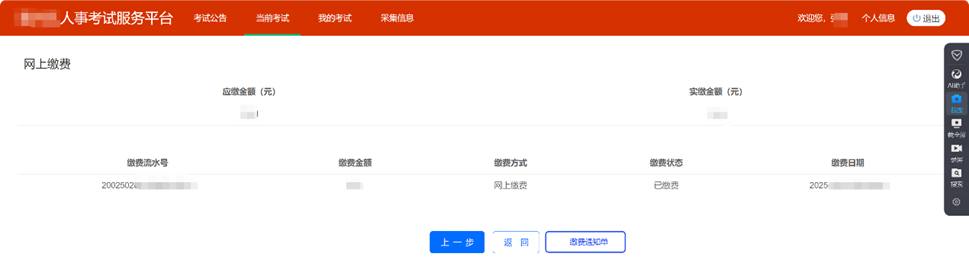 人事考试服务平台 考试公告 当前考试 我的考试 采集信息 欢迎您, 个人信息 退出
网上缴费
应缴金额（元） 实缴金额（元）
缴费流水号 缴费金额 缴费方式 缴费状态 缴费日期
20025024 网上缴费 已缴费 2025-
上一步 返 回 缴费通知单